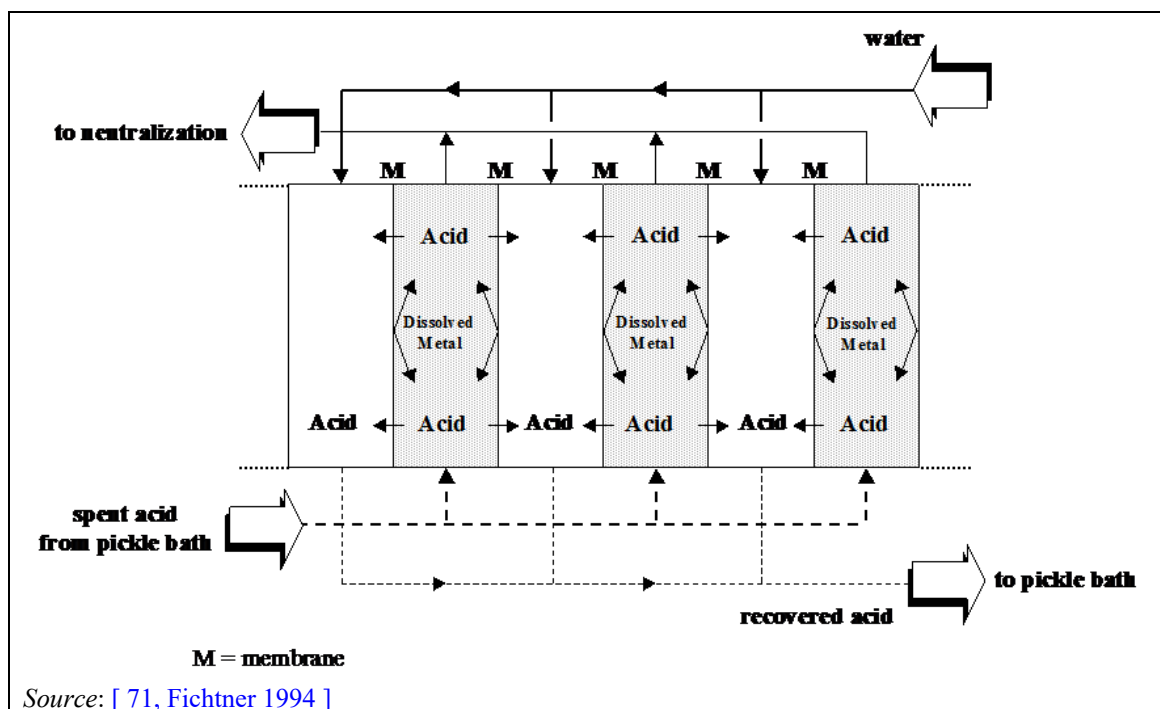 water
to neutralization
M M M M M
Acid Acid Acid
Dissolved Dissolved Dissolved
Metal Metal Metal
Acid Acid Acid Acid Acid Acid
spent acid
from pickle bath
to pickle bath
recovered acid
M = membrane
Source: [ 71, Fichtner 1994 ]